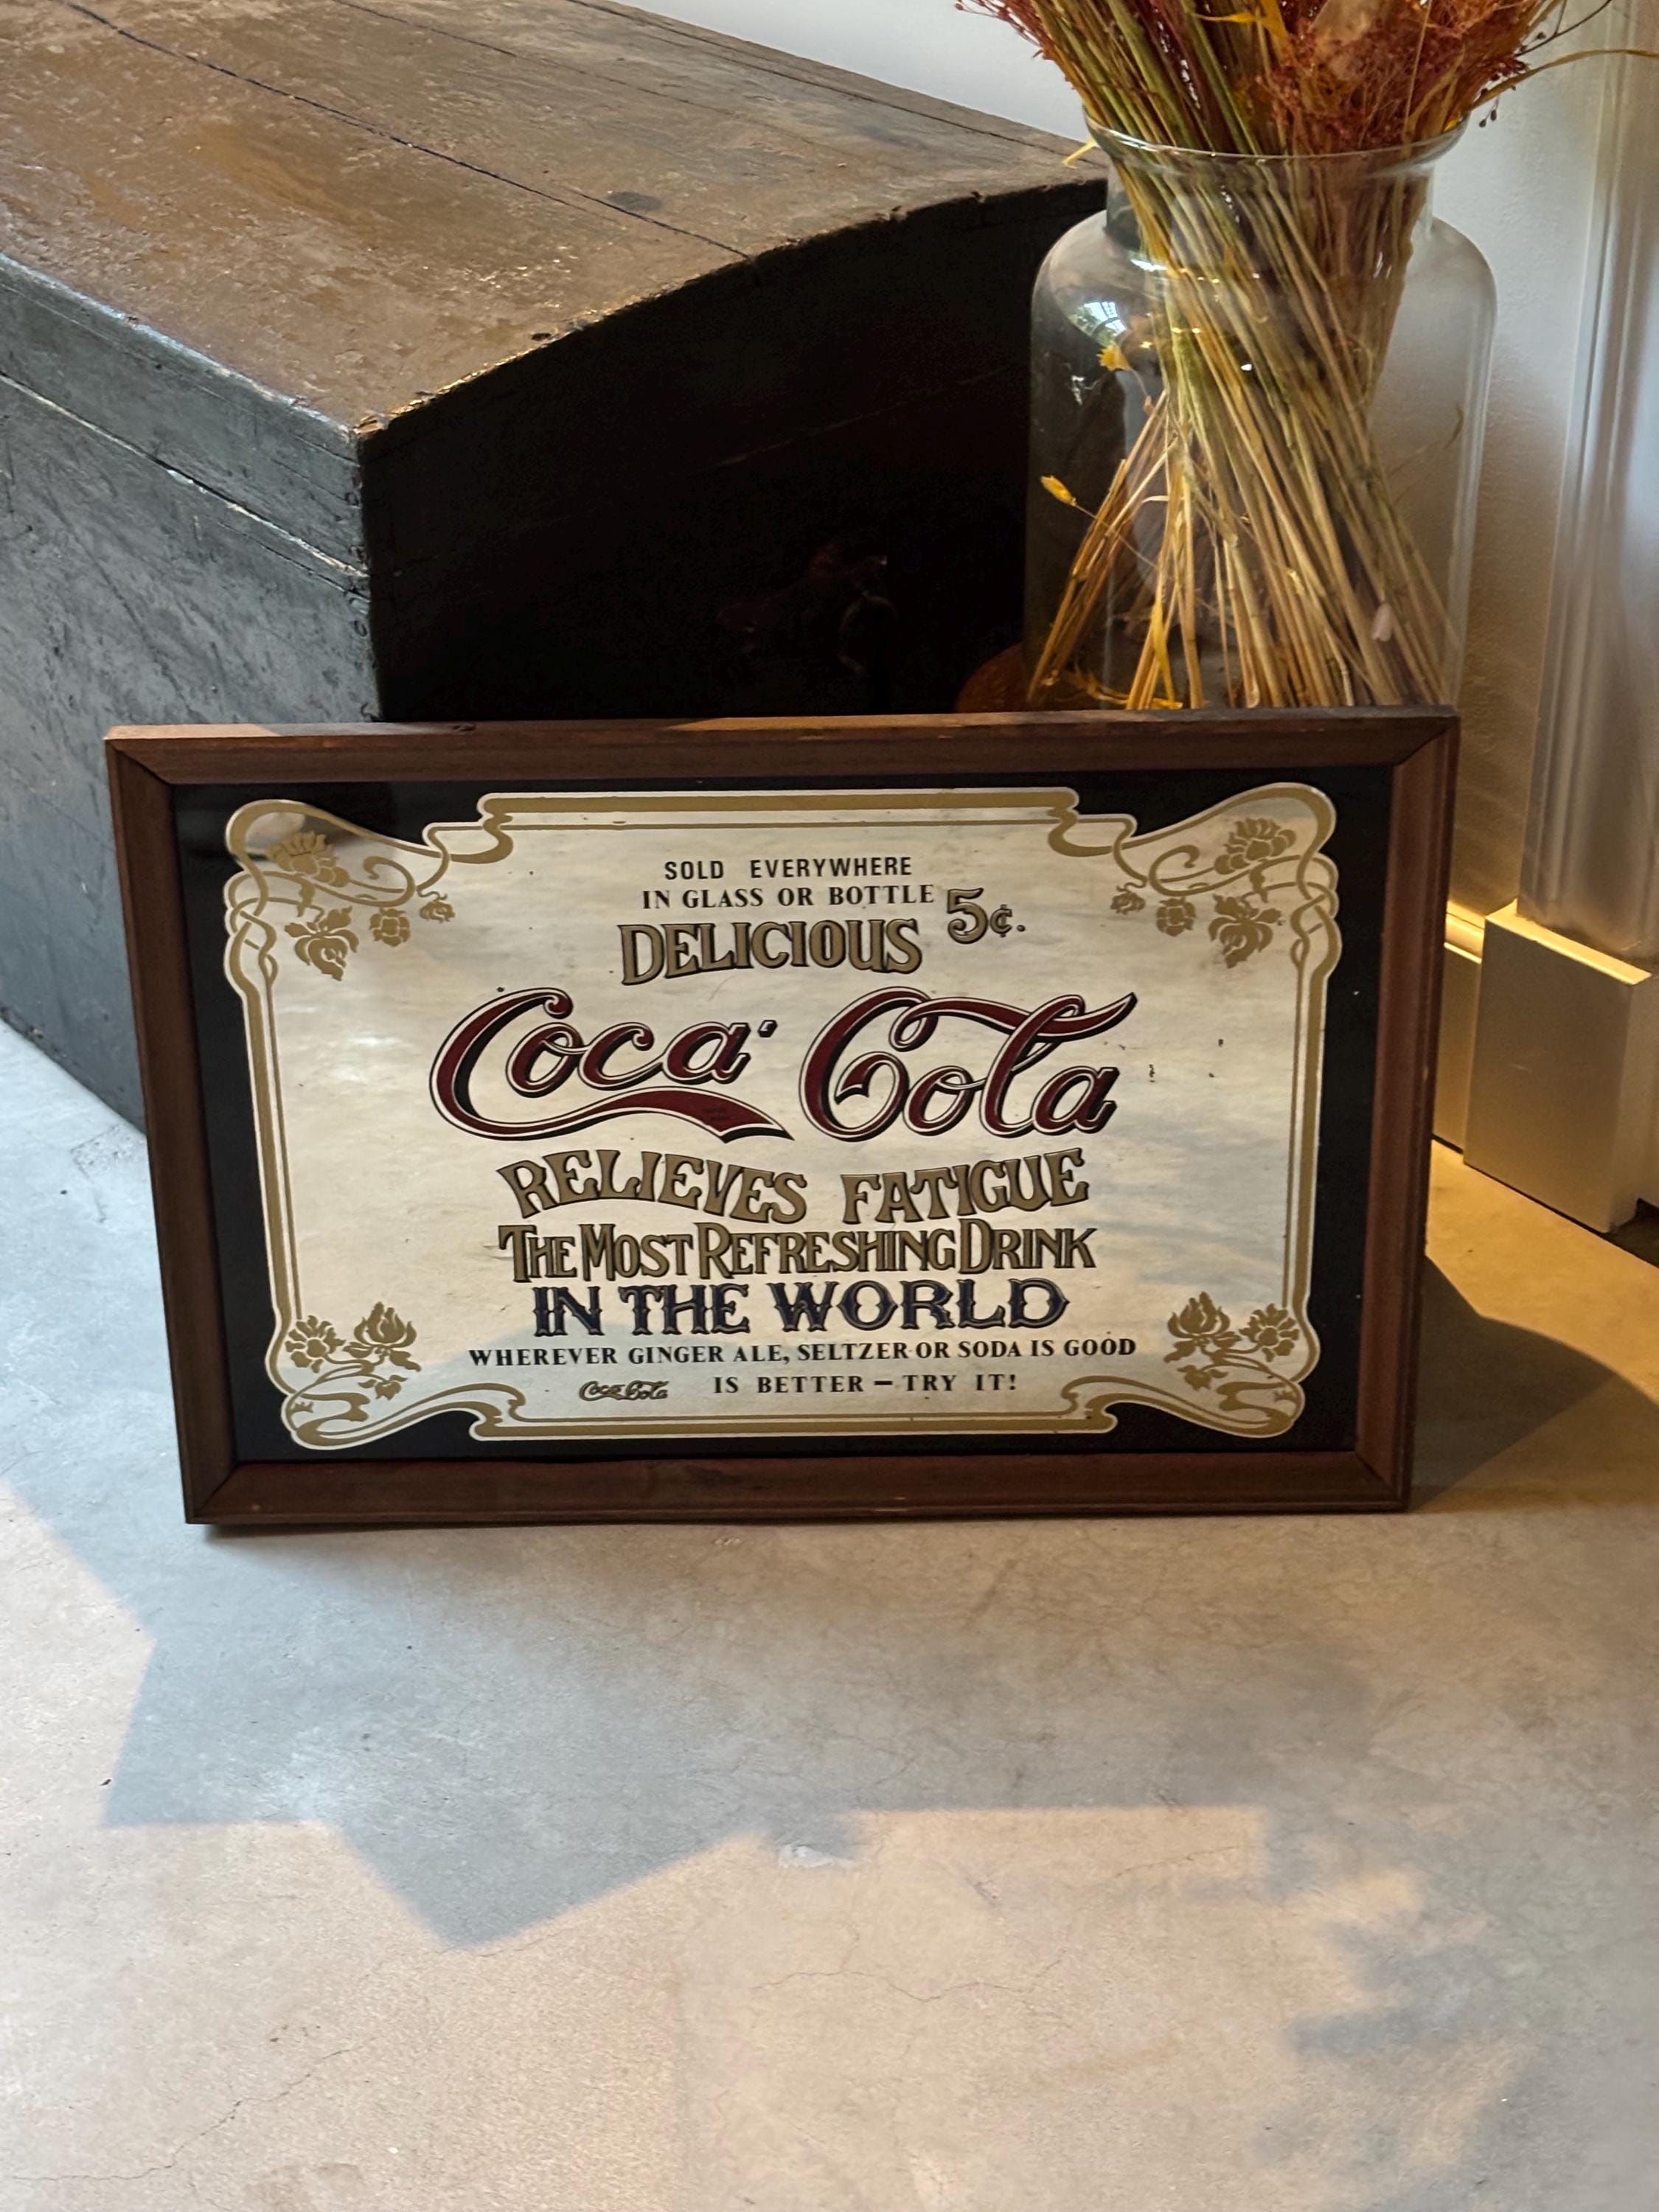 SOLD EVERYWHERE
IN GLASS OR BOTTLE 5¢.
DELICIOUS
Coca-Cola
RELIEVES FATIGUE
THE MOST REFRESHING DRINK
IN THE WORLD
WHEREVER GINGER ALE, SELTZER OR SODA IS GOOD
Coca-Cola IS BETTER – TRY IT!